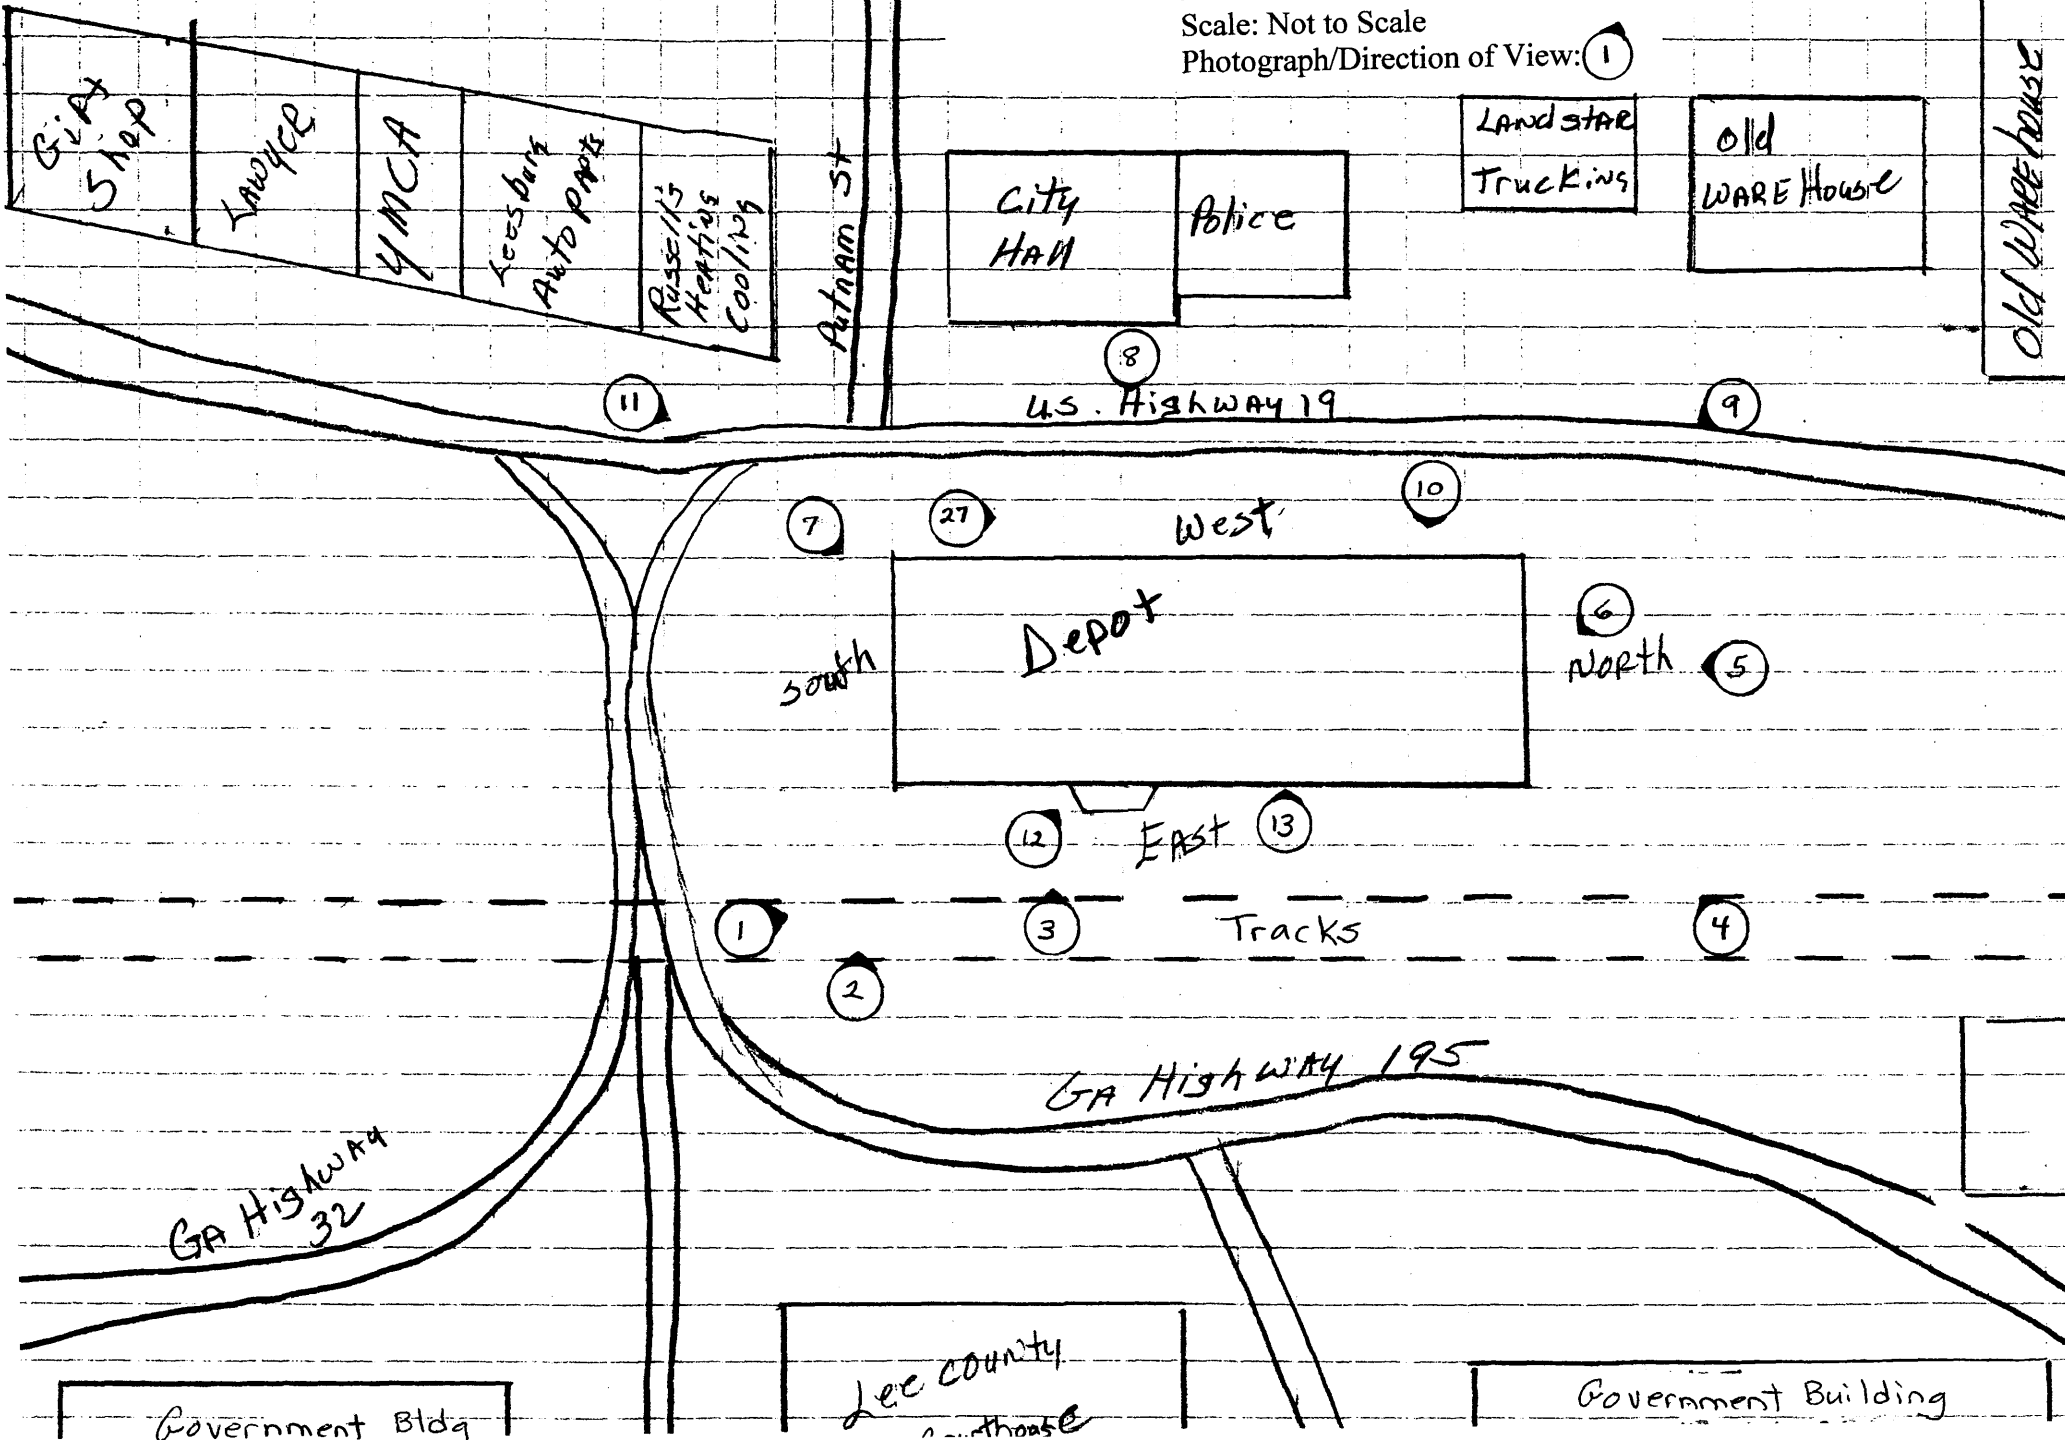 Scale: Not to Scale
Photograph/Direction of View: 1
Gift
Shop
LAWyer
YMCA
Leesburg
Auto PARts
Russell's
Heating
Cooling
Putnam St
City
HAll
Police
LANdstAR
Trucking
Old
WAREHouse
Old WAREhouse
8
11
U.S. HighwAy 19
9
10
7
27
West
6
Depot
South
NORth
5
12
EAst
13
1
3
Tracks
4
2
GA HighwAy 195
GA HighwAy
32
Lee county
Courthouse
Government Bldg
Government Building